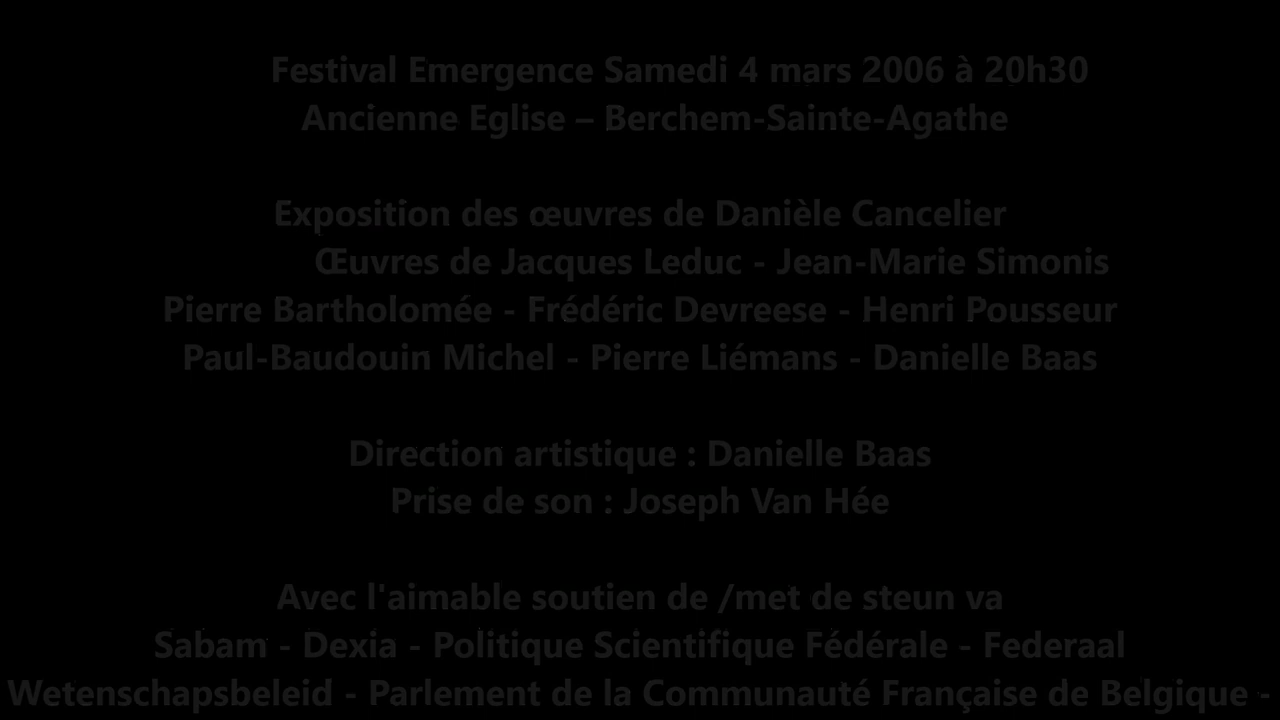 Festival Emergence Samedi 4 mars 2006 à 20h30
Ancienne Eglise – Berchem-Sainte-Agathe
Exposition des œuvres de Danièle Cancelier
Œuvres de Jacques Leduc - Jean-Marie Simonis
Pierre Bartholomée - Frédéric Devreese - Henri Pousseur
Paul-Baudouin Michel - Pierre Liémans - Danielle Baas
Direction artistique : Danielle Baas
Prise de son : Joseph Van Hée
Avec l'aimable soutien de /met de steun va
Sabam - Dexia - Politique Scientifique Fédérale - Federaal
Wetenschapsbeleid - Parlement de la Communauté Française de Belgique -